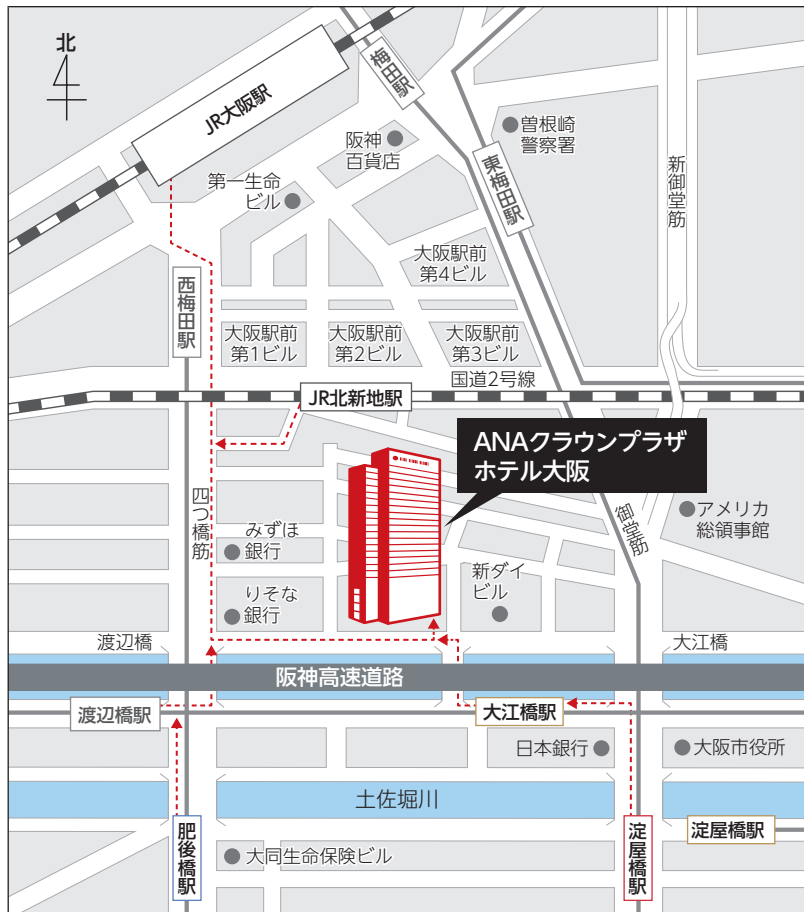 北
JR大阪駅
梅田駅
阪神
百貨店
曽根崎
警察署
第一生命
ビル
東梅田駅
新御堂筋
大阪駅前
第4ビル
西梅田駅
大阪駅前
第1ビル
大阪駅前
第2ビル
大阪駅前
第3ビル
国道2号線
JR北新地駅
ANAクラウンプラザ
ホテル大阪
四つ橋筋
みずほ
銀行
御堂筋
アメリカ
総領事館
新ダイ
ビル
りそな
銀行
渡辺橋
大江橋
阪神高速道路
渡辺橋駅
大江橋駅
日本銀行
大阪市役所
土佐堀川
肥後橋駅
淀屋橋駅
淀屋橋駅
大同生命保険ビル